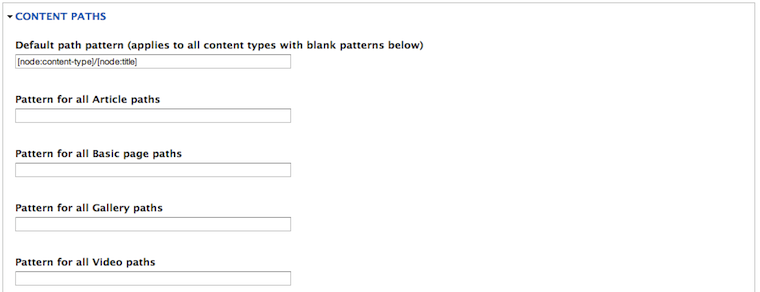 CONTENT PATHS
Default path pattern (applies to all content types with blank patterns below)
[node:content-type]/[node:title]
Pattern for all Article paths
Pattern for all Basic page paths
Pattern for all Gallery paths
Pattern for all Video paths